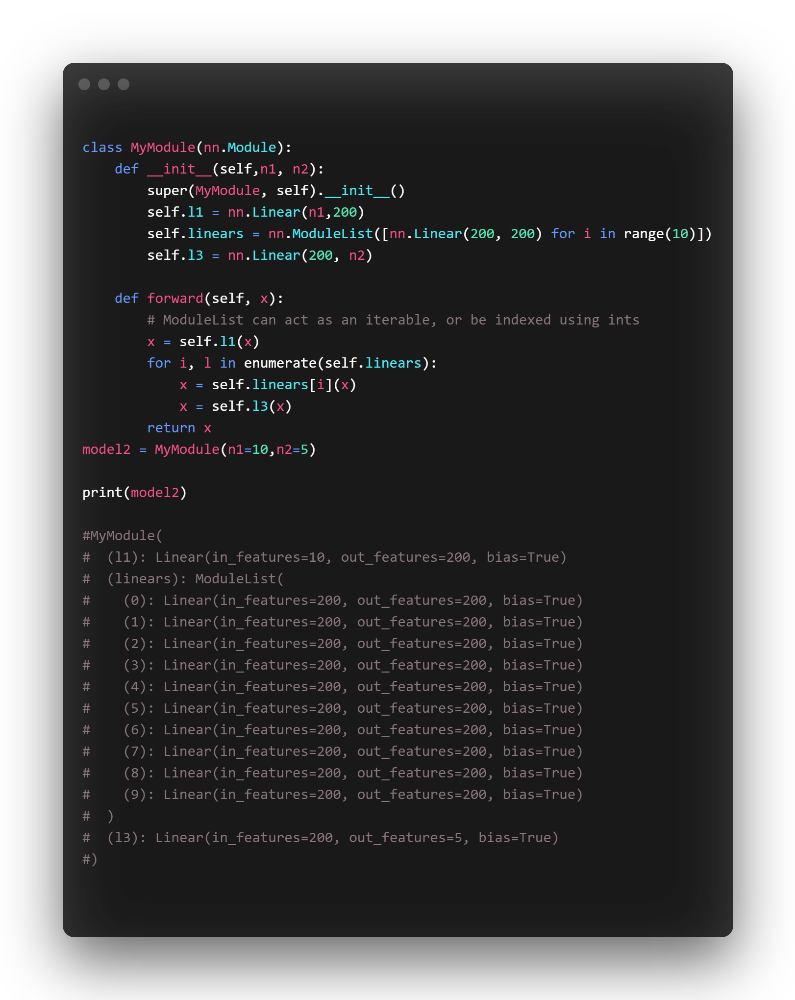 class MyModule(nn.Module):
    def __init__(self,n1, n2):
        super(MyModule, self).__init__()
        self.l1 = nn.Linear(n1,200)
        self.linears = nn.ModuleList([nn.Linear(200, 200) for i in range(10)])
        self.l3 = nn.Linear(200, n2)
    def forward(self, x):
        # ModuleList can act as an iterable, or be indexed using ints
        x = self.l1(x)
        for i, l in enumerate(self.linears):
            x = self.linears[i](x)
            x = self.l3(x)
        return x
model2 = MyModule(n1=10,n2=5)
print(model2)
#MyModule(
#  (l1): Linear(in_features=10, out_features=200, bias=True)
#  (linears): ModuleList(
#    (0): Linear(in_features=200, out_features=200, bias=True)
#    (1): Linear(in_features=200, out_features=200, bias=True)
#    (2): Linear(in_features=200, out_features=200, bias=True)
#    (3): Linear(in_features=200, out_features=200, bias=True)
#    (4): Linear(in_features=200, out_features=200, bias=True)
#    (5): Linear(in_features=200, out_features=200, bias=True)
#    (6): Linear(in_features=200, out_features=200, bias=True)
#    (7): Linear(in_features=200, out_features=200, bias=True)
#    (8): Linear(in_features=200, out_features=200, bias=True)
#    (9): Linear(in_features=200, out_features=200, bias=True)
#  )
#  (l3): Linear(in_features=200, out_features=5, bias=True)
#)